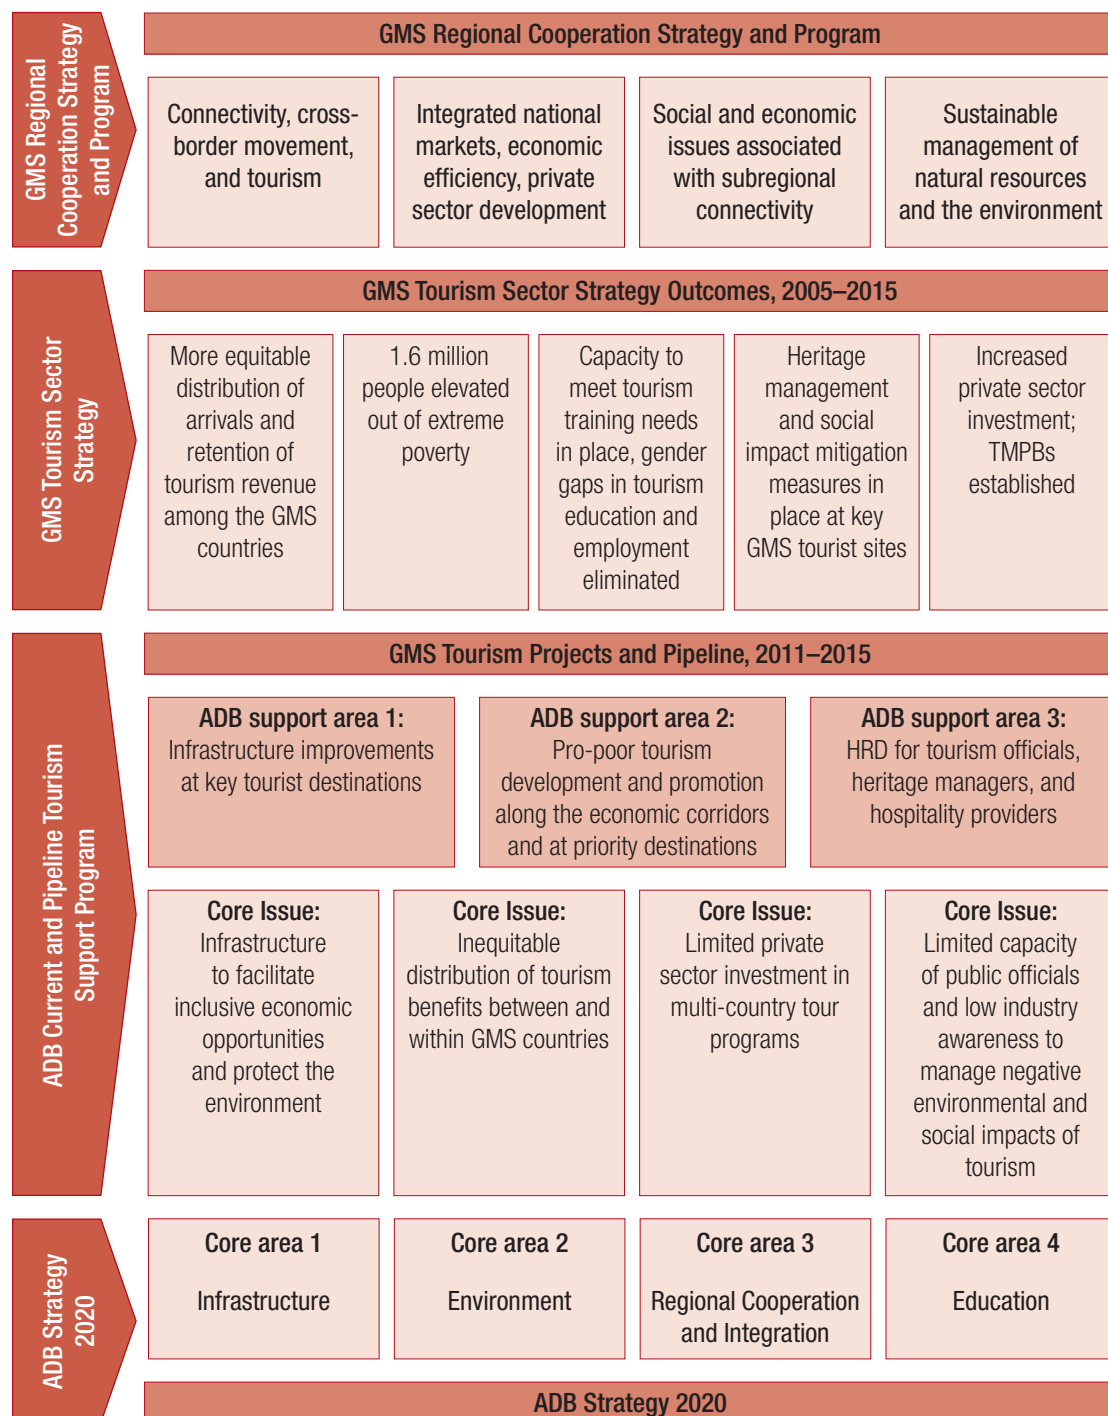 GMS Regional
Cooperation Strategy
and Program
GMS Regional Cooperation Strategy and Program
Connectivity, cross-
border movement,
and tourism
Integrated national
markets, economic
efficiency, private
sector development
Social and economic
issues associated
with subregional
connectivity
Sustainable
management of
natural resources
and the environment
GMS Tourism Sector
Strategy
GMS Tourism Sector Strategy Outcomes, 2005–2015
More equitable
distribution of
arrivals and
retention of
tourism revenue
among the GMS
countries
1.6 million
people elevated
out of extreme
poverty
Capacity to
meet tourism
training needs
in place, gender
gaps in tourism
education and
employment
eliminated
Heritage
management
and social
impact mitigation
measures in
place at key
GMS tourist sites
Increased
private sector
investment;
TMPBs
established
ADB Current and Pipeline Tourism
Support Program
GMS Tourism Projects and Pipeline, 2011–2015
ADB support area 1:
Infrastructure improvements
at key tourist destinations
ADB support area 2:
Pro-poor tourism
development and promotion
along the economic corridors
and at priority destinations
ADB support area 3:
HRD for tourism officials,
heritage managers, and
hospitality providers
Core Issue:
Infrastructure
to facilitate
inclusive economic
opportunities
and protect the
environment
Core Issue:
Inequitable
distribution of tourism
benefits between and
within GMS countries
Core Issue:
Limited private
sector investment in
multi-country tour
programs
Core Issue:
Limited capacity
of public officials
and low industry
awareness to
manage negative
environmental and
social impacts of
tourism
ADB Strategy
2020
Core area 1
Infrastructure
Core area 2
Environment
Core area 3
Regional Cooperation
and Integration
Core area 4
Education
ADB Strategy 2020